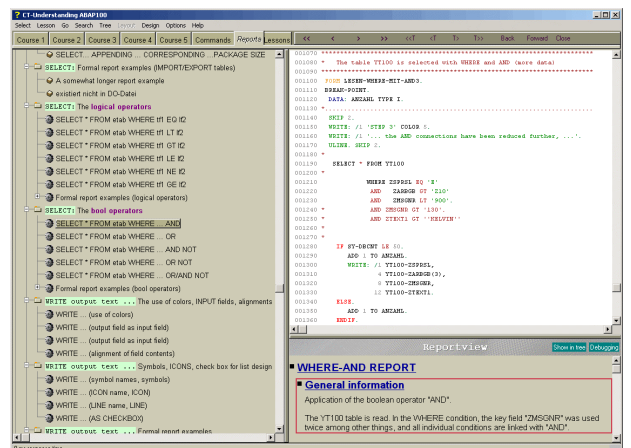 CT-Understanding ABAP100
Select Lesson Go Search Tree Layout Design Options Help
Course 1 Course 2 Course 3 Course 4 Course 5 Commands Reports Lessons
<< < > >> Back Forward Close
SELECT... APPENDING ... CORRESPONDING ...PACKAGE SIZE
SELECT: Formal report examples (IMPORT/EXPORT tables)
A somewhat longer report example
existiert nicht in DO-Datei
SELECT: The logical operators
SELECT * FROM etab WHERE tf1 EQ lf2
SELECT * FROM etab WHERE tf1 LT lf2
SELECT * FROM etab WHERE tf1 GT lf2
SELECT * FROM etab WHERE tf1 LE lf2
SELECT * FROM etab WHERE tf1 NE lf2
SELECT * FROM etab WHERE tf1 GE lf2
Formal report examples (logical operators)
SELECT: The bool operators
SELECT * FROM etab WHERE ... AND
SELECT * FROM etab WHERE ... OR
SELECT * FROM etab WHERE ... AND NOT
SELECT * FROM etab WHERE ... OR NOT
SELECT * FROM etab WHERE ... OR/AND NOT
Formal report examples (bool operators)
WRITE output text ... The use of colors, INPUT fields, alignments
WRITE ... (use of colors)
WRITE ... (output field as input field)
WRITE ... (output field as input field)
WRITE ... (alignment of field contents)
WRITE output text ... Symbols, ICONS, check box for list design
WRITE ... (symbol names, symbols)
WRITE ... (ICON name, ICON)
WRITE ... (LINE name, LINE)
WRITE ... (AS CHECKBOX)
WRITE output text ... Formal report examples
001070 **************************************************************
001080 * The table YT100 is selected with WHERE and AND (more data)
001090 **************************************************************
001100 FORM LESEN-WHERE-MIT-AND3.
001110 BREAK-POINT.
001120 DATA: ANZAHL TYPE I.
001130 *..............................................................
001140 SKIP 2.
001150 WRITE: /1 'STEP 3' COLOR 5.
001160 WRITE: /1 '... the AND connections have been reduced further, ...'.
001170 ULINE. SKIP 2.
001180 *
001190 SELECT * FROM YT100
001200 *
001210 WHERE ZSPRSL EQ 'E'
001220 AND ZARBGB GT 'Z10'
001230 AND ZMSGNR LT '900'.
001240 * AND ZMSGNR GT '130'.
001250 * AND ZTEXT1 GT ''KELVIN''
001260 *
001270 *
001280 IF SY-DBCNT LE 50.
001290 ADD 1 TO ANZAHL.
001300 WRITE: /1 YT100-ZSPRSL,
001310 4 YT100-ZARBGB(3),
001320 8 YT100-ZMSGNR,
001330 12 YT100-ZTEXT1.
001340 ELSE.
001350 ADD 1 TO ANZAHL.
001360 ENDIF.
Reportview Show in tree Debugging
WHERE-AND REPORT
General information
Application of the boolean operator "AND".
The YT100 table is read. In the WHERE condition, the key field "ZMSGNR" was used
twice among other things, and all individual conditions are linked with "AND".